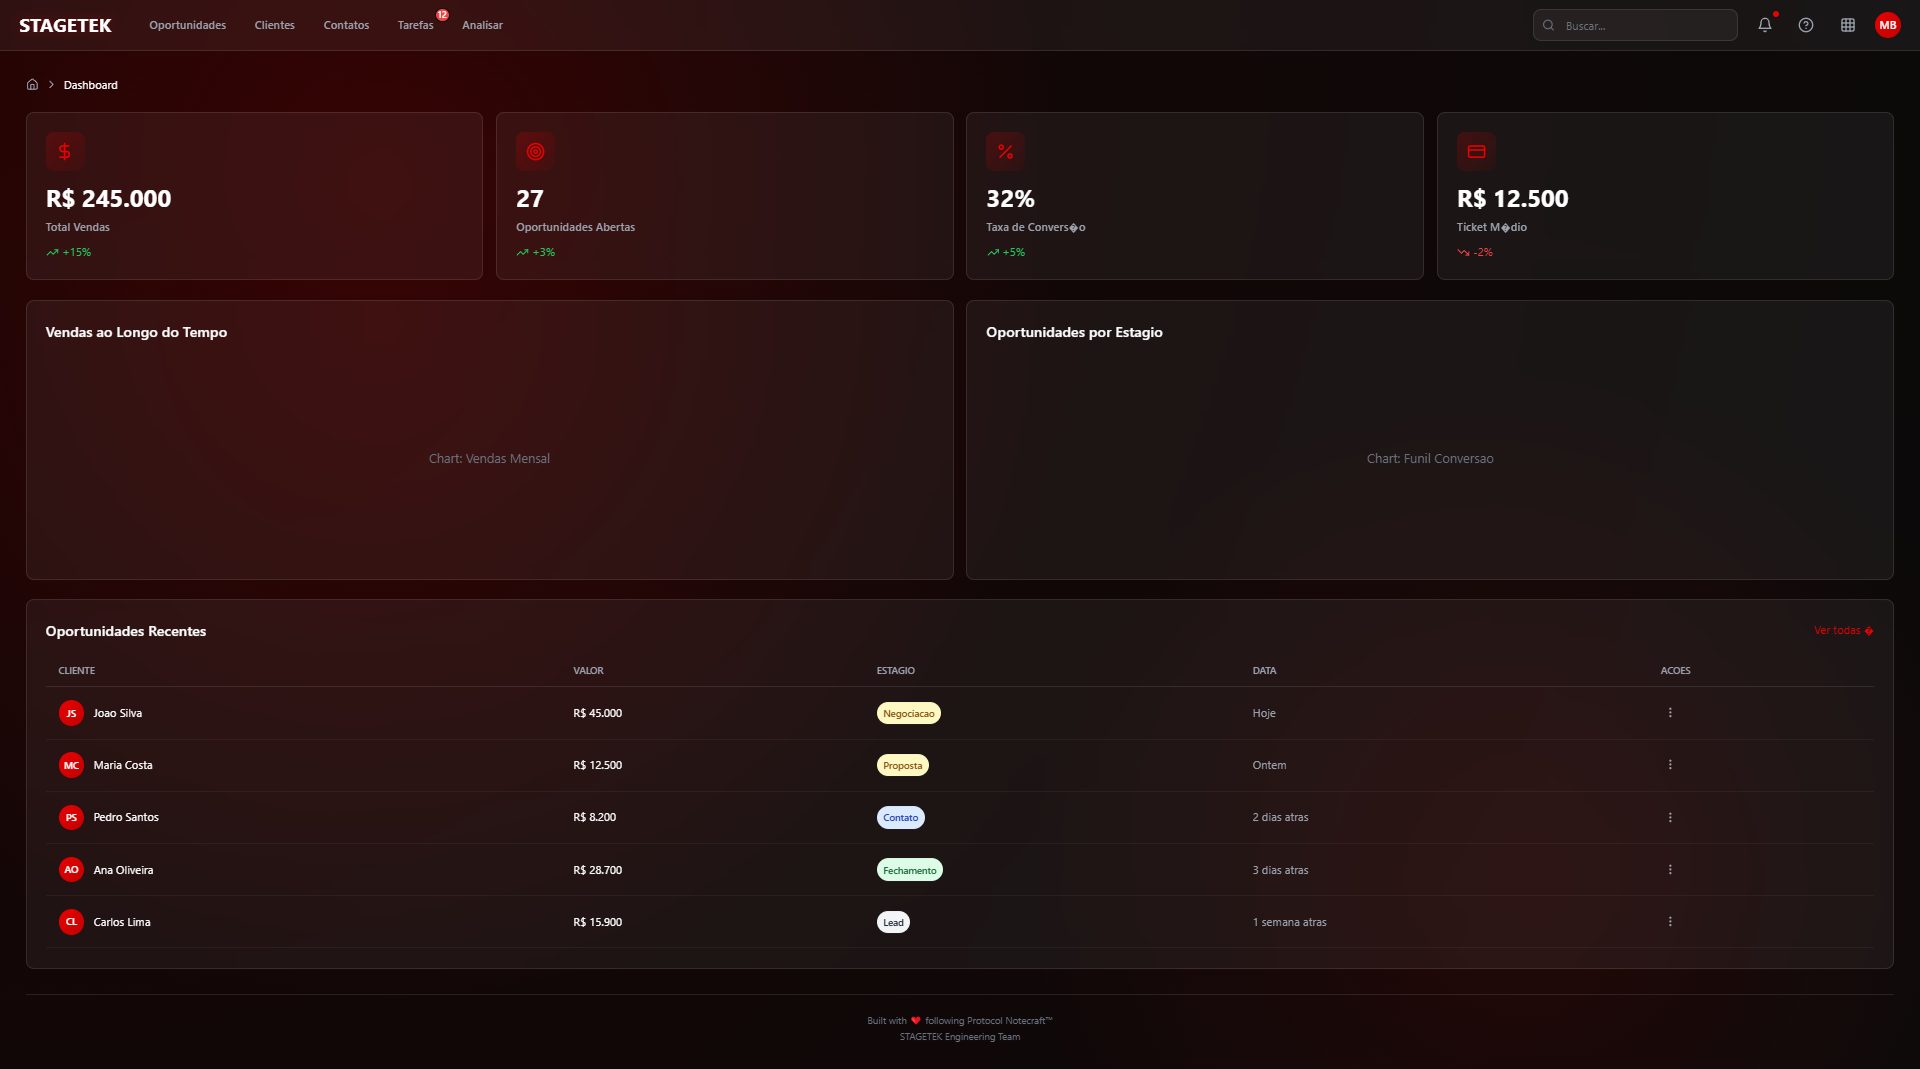 STAGETEK Oportunidades Clientes Contatos Tarefas 12 Analisar Buscar... MB
Dashboard
R$ 245.000
Total Vendas
+15%
27
Oportunidades Abertas
+3%
32%
Taxa de Convers�o
+5%
R$ 12.500
Ticket M�dio
-2%
Vendas ao Longo do Tempo
Chart: Vendas Mensal
Oportunidades por Estagio
Chart: Funil Conversao
Oportunidades Recentes
Ver todas �
CLIENTE VALOR ESTAGIO DATA ACOES
JS Joao Silva R$ 45.000 Negociacao Hoje
MC Maria Costa R$ 12.500 Proposta Ontem
PS Pedro Santos R$ 8.200 Contato 2 dias atras
AO Ana Oliveira R$ 28.700 Fechamento 3 dias atras
CL Carlos Lima R$ 15.900 Lead 1 semana atras
Built with ❤ following Protocol Notecraft™
STAGETEK Engineering Team